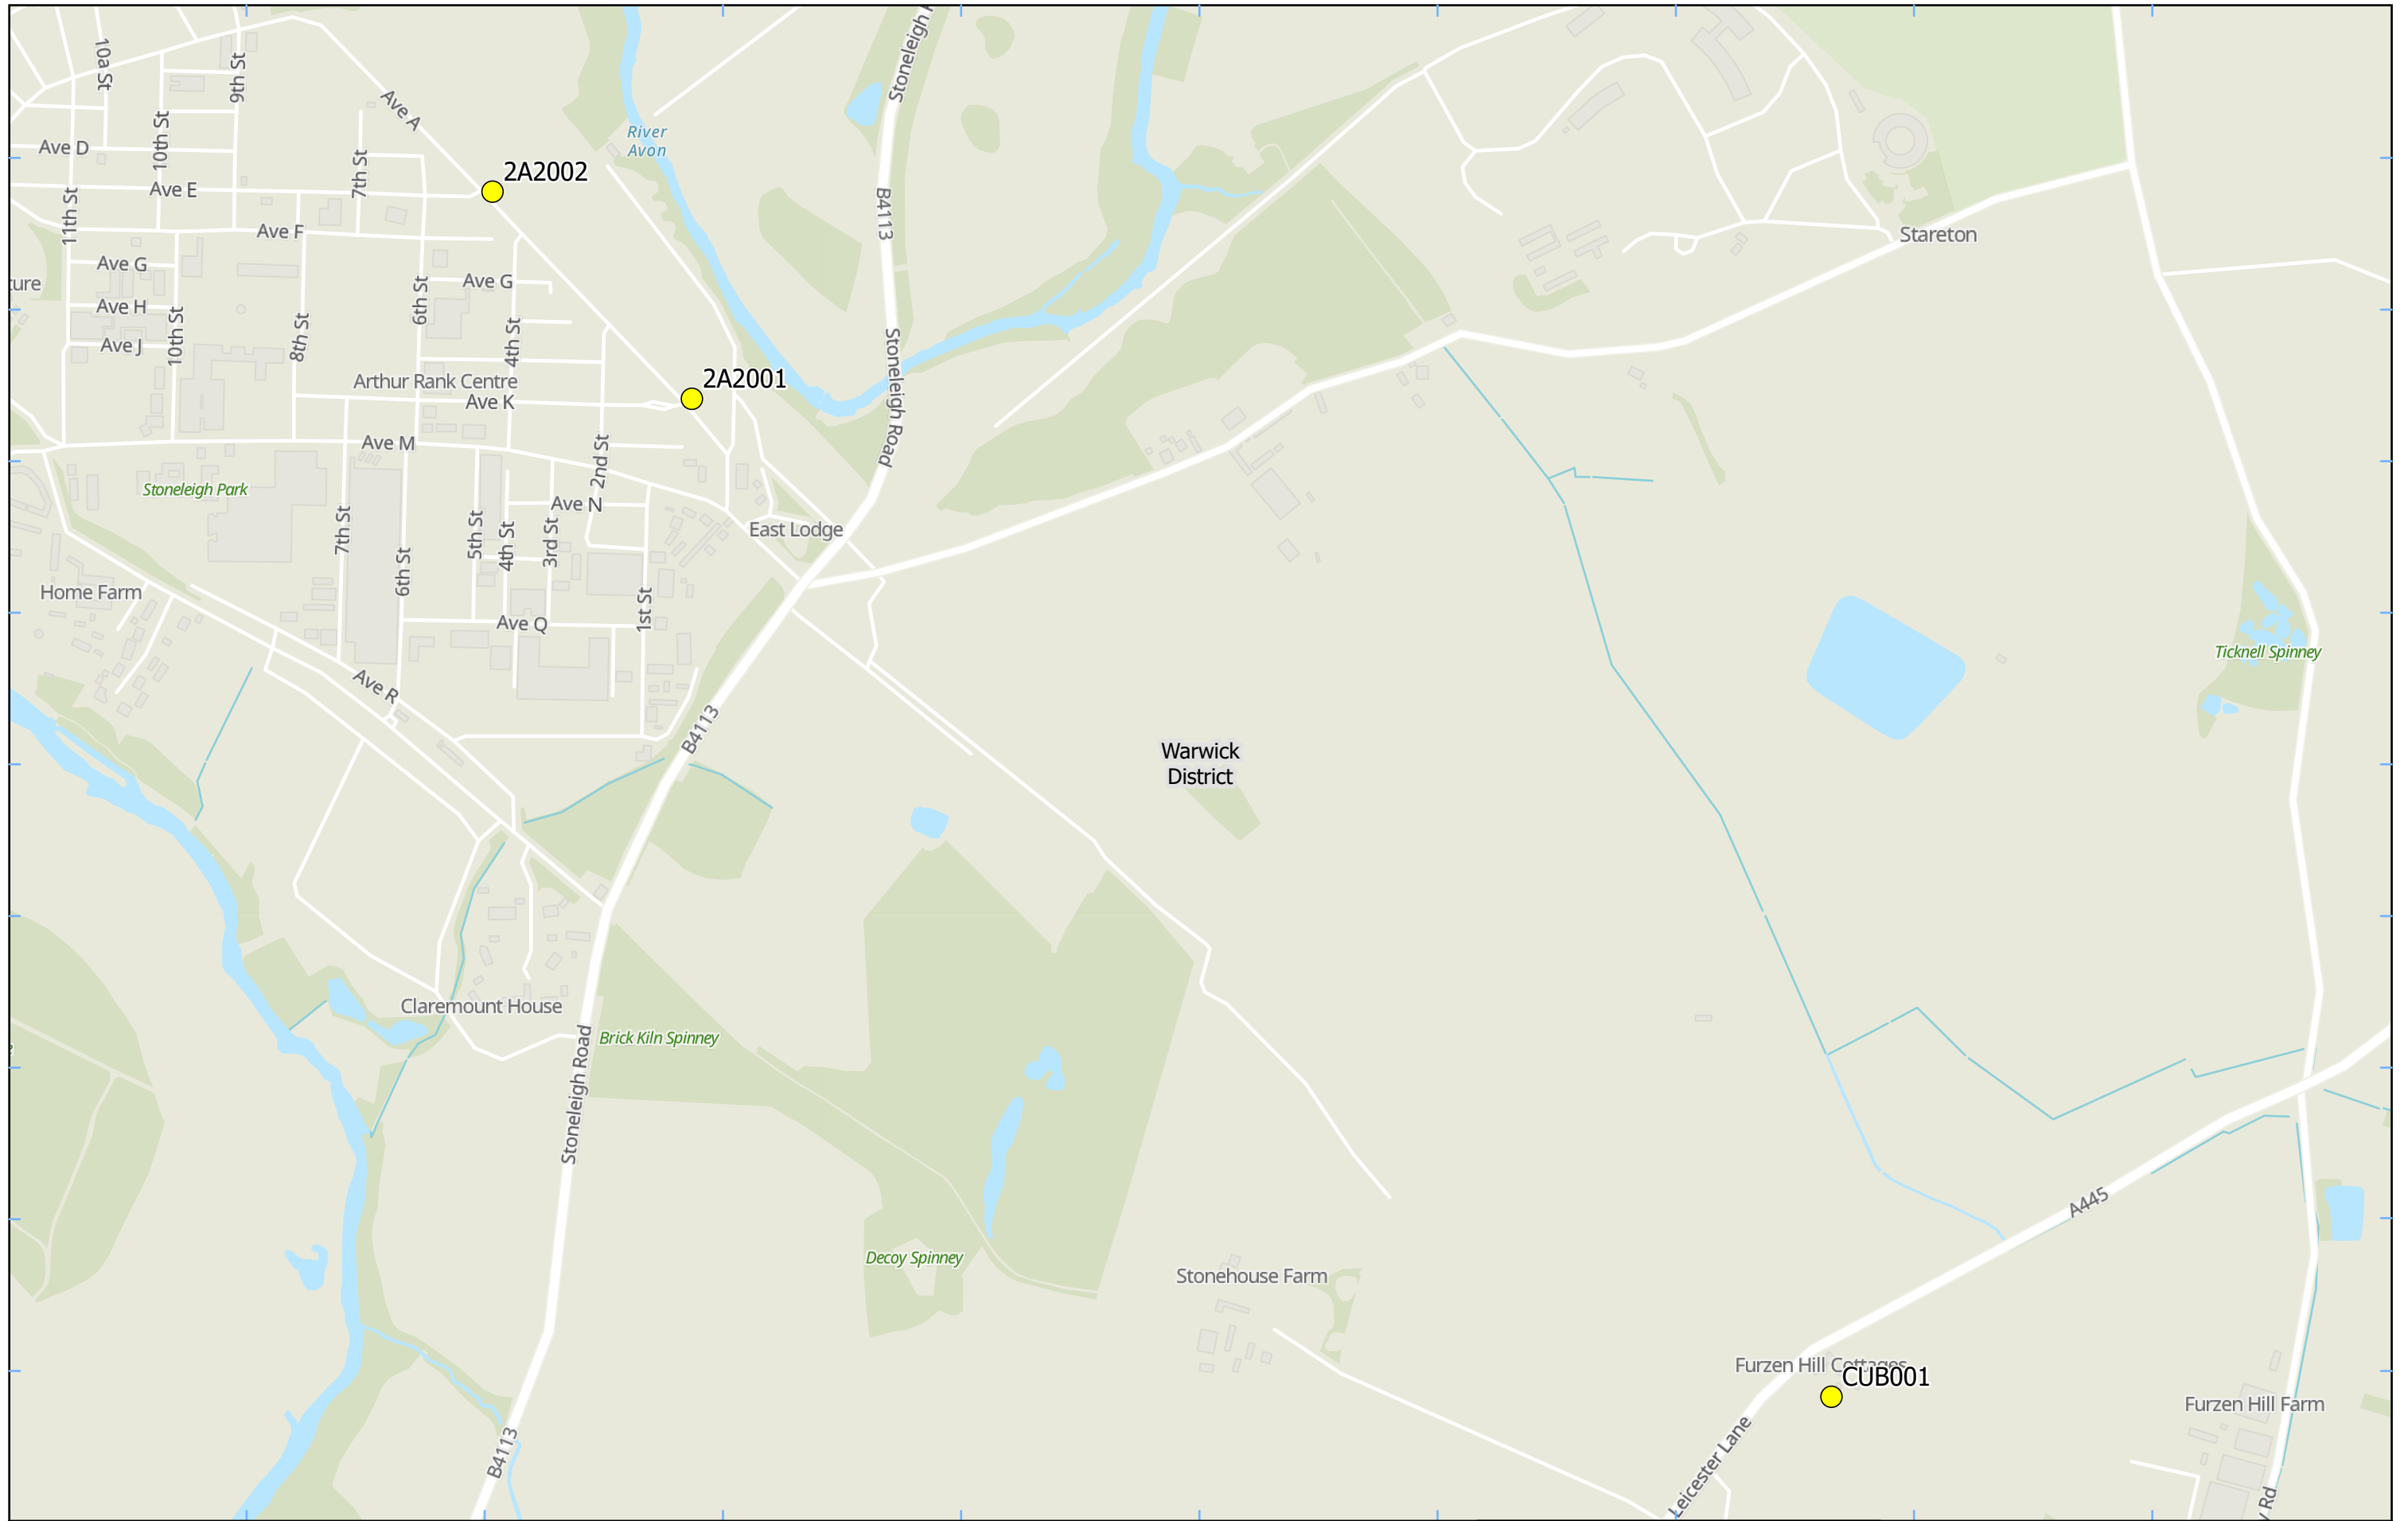 10a St
9th St
Ave A
Stoneleigh
River
Avon
Ave D
10th St
7th St
2A2002
Ave E
11th St
B4113
Ave F
Stareton
Ave G
Ave G
ture
6th St
Ave H
10th St
8th St
4th St
Ave J
Stoneleigh Road
Arthur Rank Centre
2A2001
Ave K
Ave M
2nd St
Stoneleigh Park
Ave N
7th St
5th St
4th St
3rd St
East Lodge
6th St
Home Farm
1st St
Ave Q
Ticknell Spinney
Ave R
B4113
Warwick
District
Claremount House
Brick Kiln Spinney
Stoneleigh Road
A445
Decoy Spinney
Stonehouse Farm
Furzen Hill Cottages
CUB001
Furzen Hill Farm
B4113
Leicester Lane
Rd